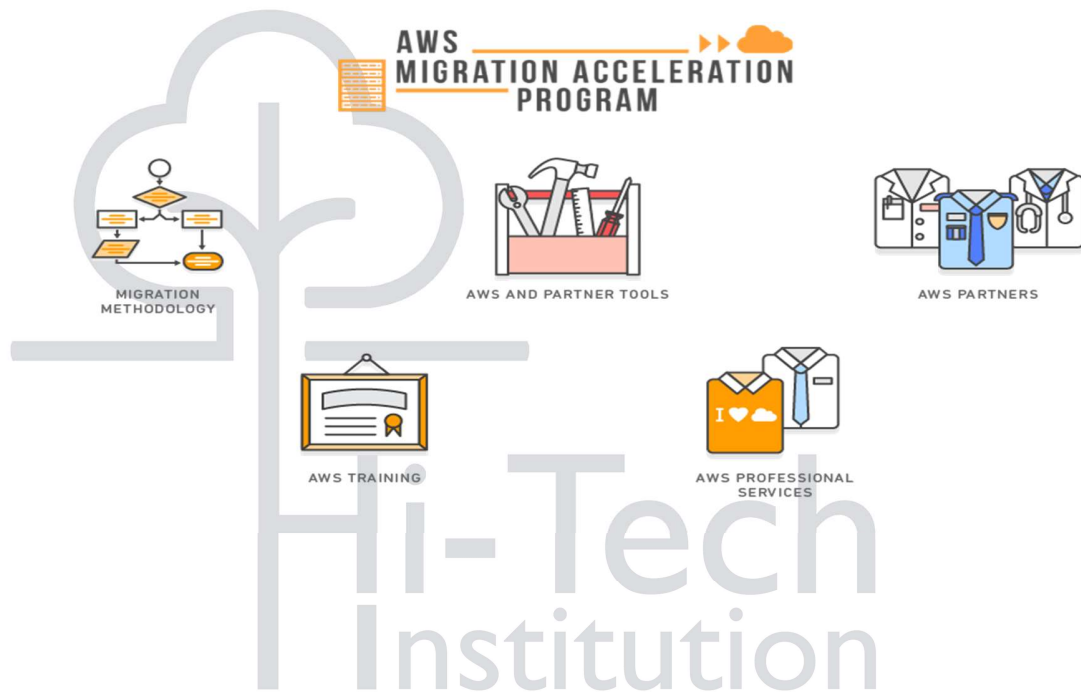 AWS
MIGRATION ACCELERATION
PROGRAM
MIGRATION
METHODOLOGY
AWS AND PARTNER TOOLS
AWS PARTNERS
I
AWS TRAINING
AWS PROFESSIONAL
SERVICES
Hi-Tech
Institution